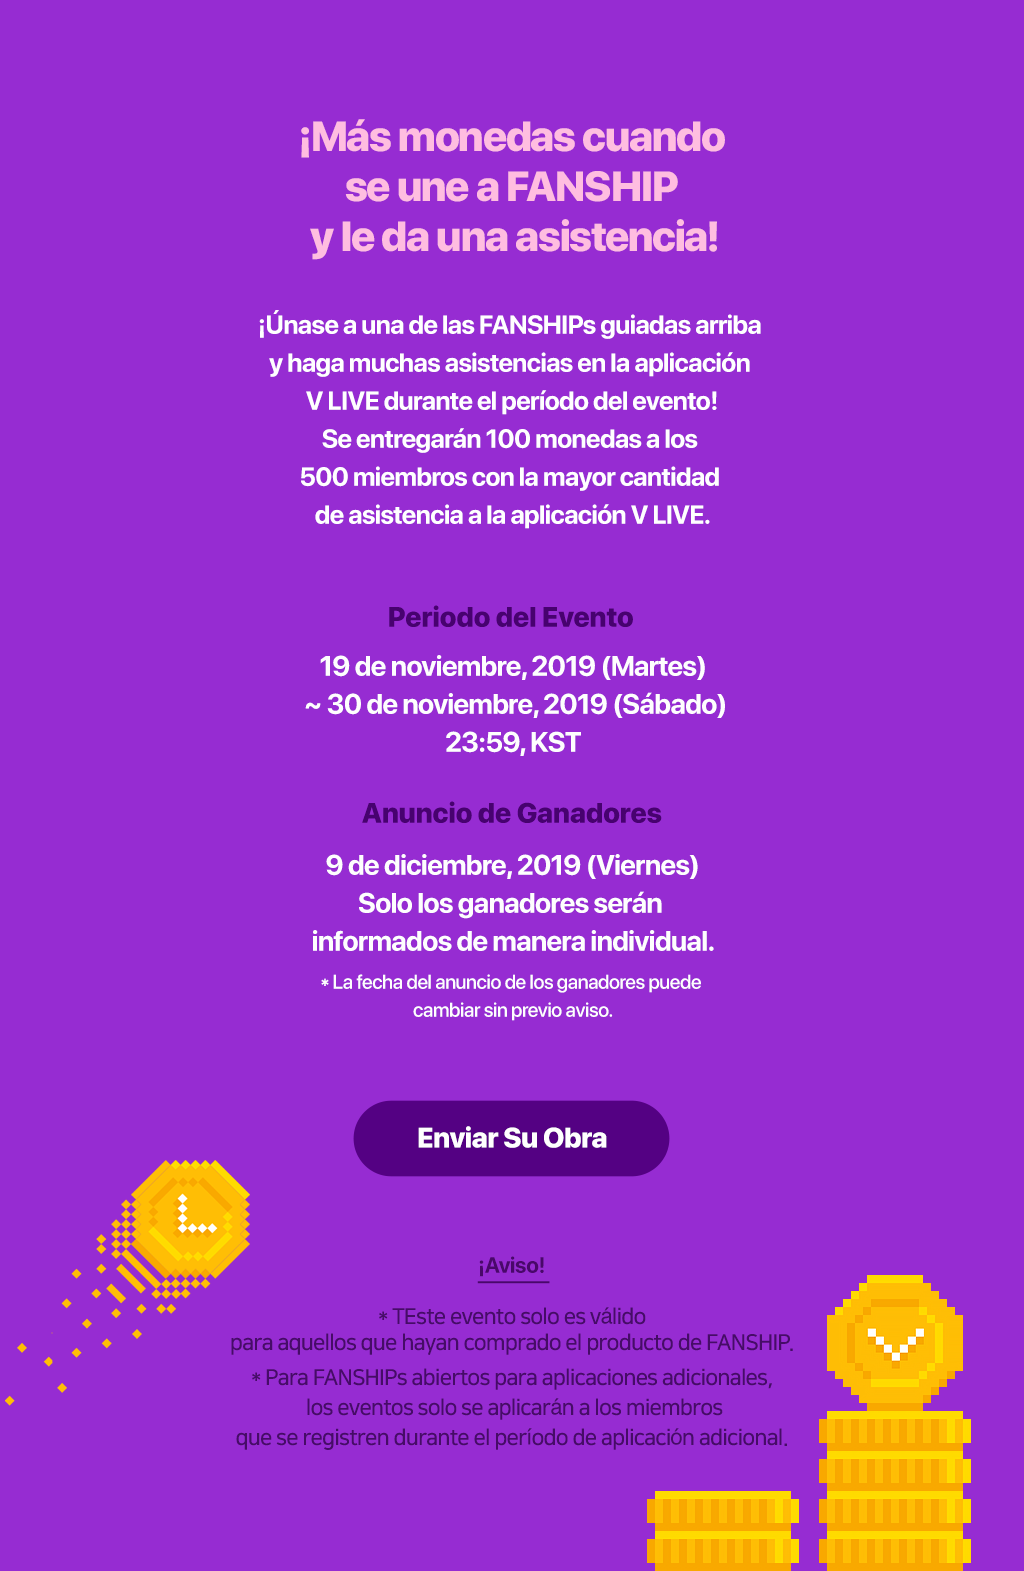 ¡Más monedas cuando
se une a FANSHIP
y le da una asistencia!
¡Únase a una de las FANSHIPs guiadas arriba
y haga muchas asistencias en la aplicación
V LIVE durante el período del evento!
Se entregarán 100 monedas a los
500 miembros con la mayor cantidad
de asistencia a la aplicación V LIVE.
Periodo del Evento
19 de noviembre, 2019 (Martes)
~ 30 de noviembre, 2019 (Sábado)
23:59, KST
Anuncio de Ganadores
9 de diciembre, 2019 (Viernes)
Solo los ganadores serán
informados de manera individual.
* La fecha del anuncio de los ganadores puede
cambiar sin previo aviso.
Enviar Su Obra
¡Aviso!
* TEste evento solo es válido
para aquellos que hayan comprado el producto de FANSHIP.
* Para FANSHIPs abiertos para aplicaciones adicionales,
los eventos solo se aplicarán a los miembros
que se registren durante el período de aplicación adicional.